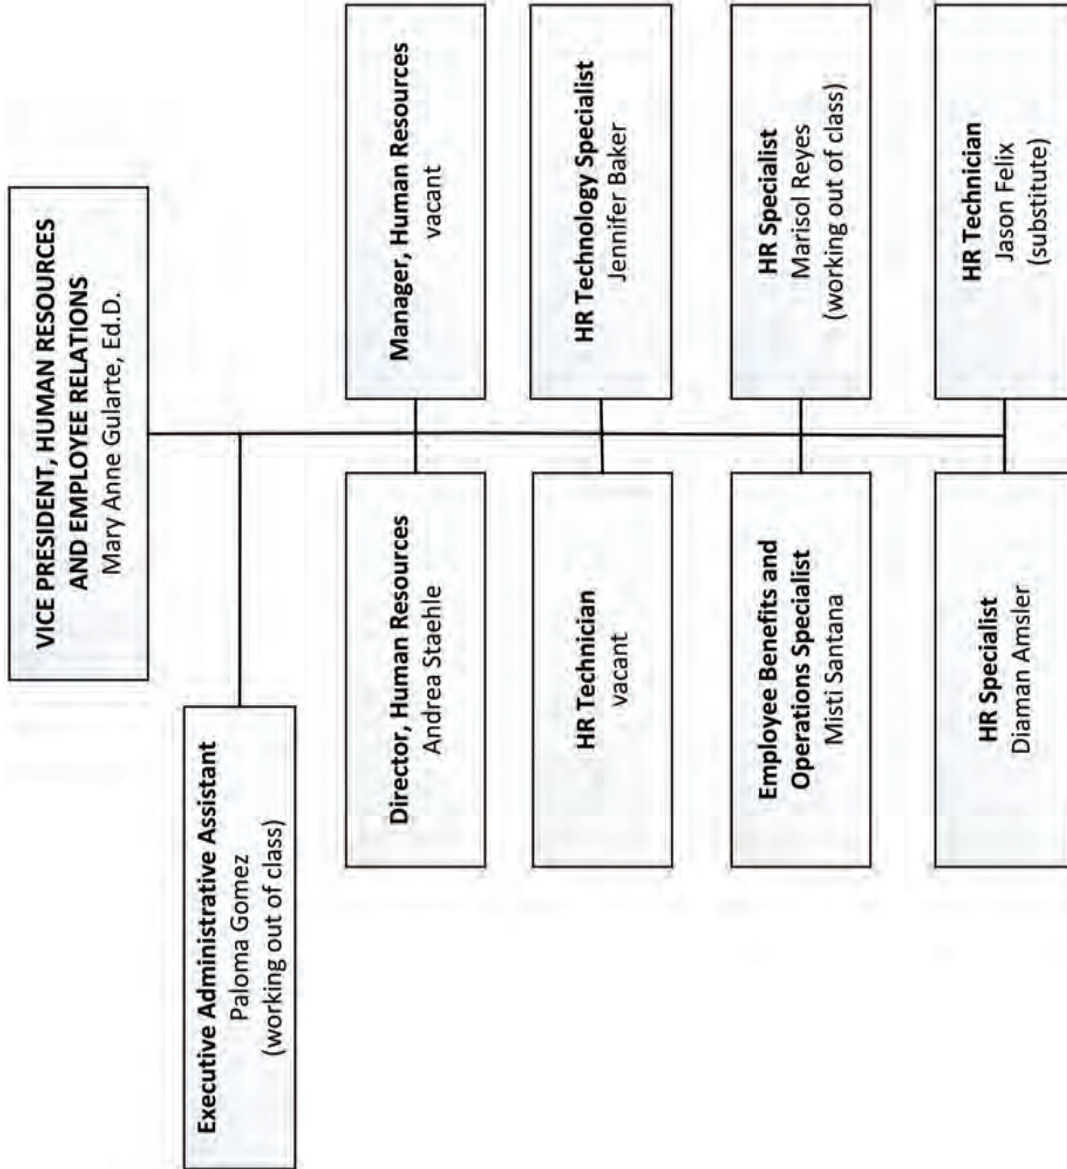 VICE PRESIDENT, HUMAN RESOURCES
AND EMPLOYEE RELATIONS
Mary Anne Gularte, Ed.D.
Executive Administrative Assistant
Paloma Gomez
(working out of class)
Director, Human Resources
Andrea Staehle
Manager, Human Resources
vacant
HR Technician
vacant
HR Technology Specialist
Jennifer Baker
Employee Benefits and
Operations Specialist
Misti Santana
HR Specialist
Marisol Reyes
(working out of class)
HR Specialist
Diaman Amsler
HR Technician
Jason Felix
(substitute)